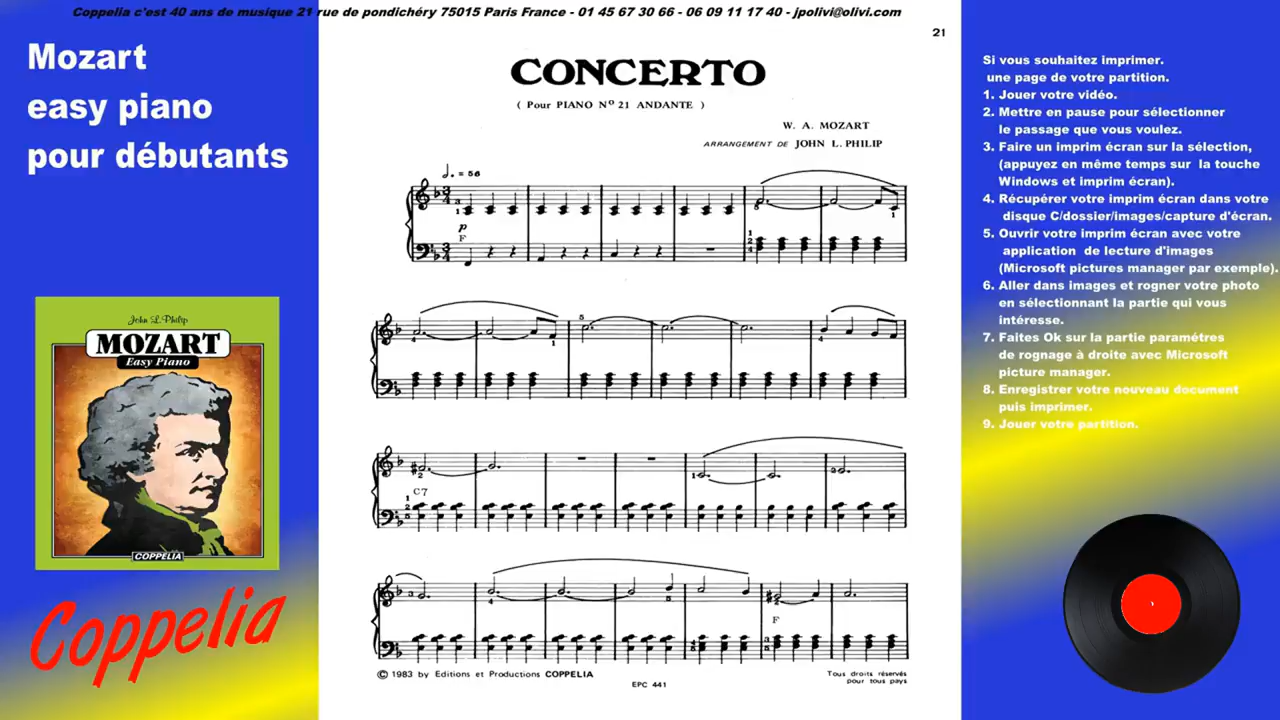 Coppelia c'est 40 ans de musique 21 rue de pondichéry 75015 Paris France - 01 45 67 30 66 - 06 09 11 17 40 - jpolivi@olivi.com
Mozart
easy piano
pour débutants
John L. Philip
MOZART
Easy Piano
COPPELIA
Coppelia
21
CONCERTO
( Pour PIANO Nº 21 ANDANTE )
W. A. MOZART
ARRANGEMENT DE JOHN L. PHILIP
= 56
p
F
C7
F
© 1983 by Editions et Productions COPPELIA
EPC 441
Tous droits réservés
pour tous pays
Si vous souhaitez imprimer.
une page de votre partition.
1. Jouer votre vidéo.
2. Mettre en pause pour sélectionner
le passage que vous voulez.
3. Faire un imprim écran sur la sélection,
(appuyez en même temps sur la touche
Windows et imprim écran).
4. Récupérer votre imprim écran dans votre
disque C/dossier/images/capture d'écran.
5. Ouvrir votre imprim écran avec votre
application de lecture d'images
(Microsoft pictures manager par exemple).
6. Aller dans images et rogner votre photo
en sélectionnant la partie qui vous
intéresse.
7. Faites Ok sur la partie paramétres
de rognage à droite avec Microsoft
picture manager.
8. Enregistrer votre nouveau document
puis imprimer.
9. Jouer votre partition.